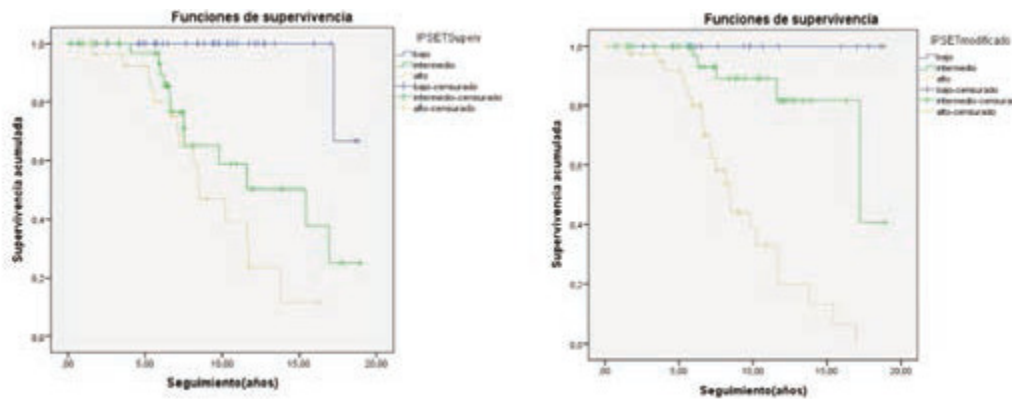 Funciones de supervivencia
IPSETSuperv
bajo
intermedio
alto
bajo-censurado
intermedio-censurado
alto-censurado
Supervivencia acumulada
1,0
0,8
0,6
0,4
0,2
0,0
,00
5,00
10,00
15,00
20,00
Seguimiento(años)
Funciones de supervivencia
IPSETmodificado
bajo
intermedio
alto
bajo-censurado
intermedio-censura
alto-censurado
Supervivencia acumulada
1,0
0,8
0,6
0,4
0,2
0,0
,00
5,00
10,00
15,00
20,00
Seguimiento(años)